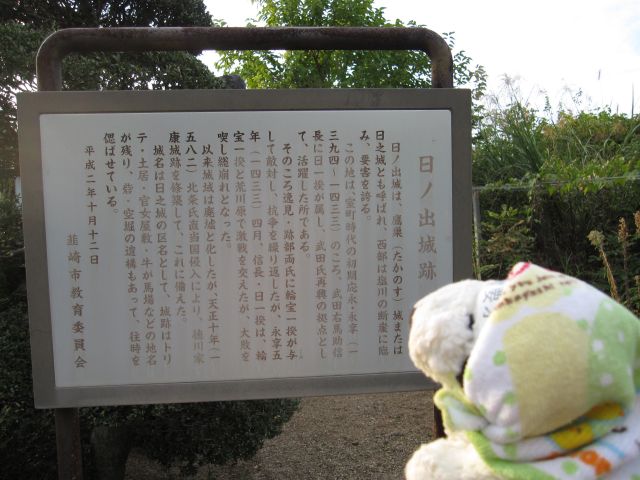 日ノ出城跡
日ノ出城は、鷹巣（たかのす）城または
日之城とも呼ばれ、西部は塩川の断崖に臨
み、要害を誇る。
この地は、室町時代の初期応永・永享（一
三九四～一四三三）のころ、武田右馬助信
長に日一揆が属し、武田氏再興の拠点とし
て、活躍した所である。
そのころ逸見・跡部両氏に輪宝一揆が与
して敵対し、抗争を繰り返したが、永享五
年（一四三三）四月、信長・日一揆は、輪
宝一揆と荒川原で激戦を交えたが、大敗を
喫し総崩れとなった。
以来城域は廃墟と化したが、天正十年（一
五八二）北条氏直当国侵入により、徳川家
康城跡を修築して、これに備えた。
城名は日之城の区名として、城跡はトリ
テ・土居・官女屋敷・牛が馬場などの地名
が残り、砦・空堀の遺構もあって、往時を
偲ばせている。
平成二年十月十二日
韮崎市教育委員会